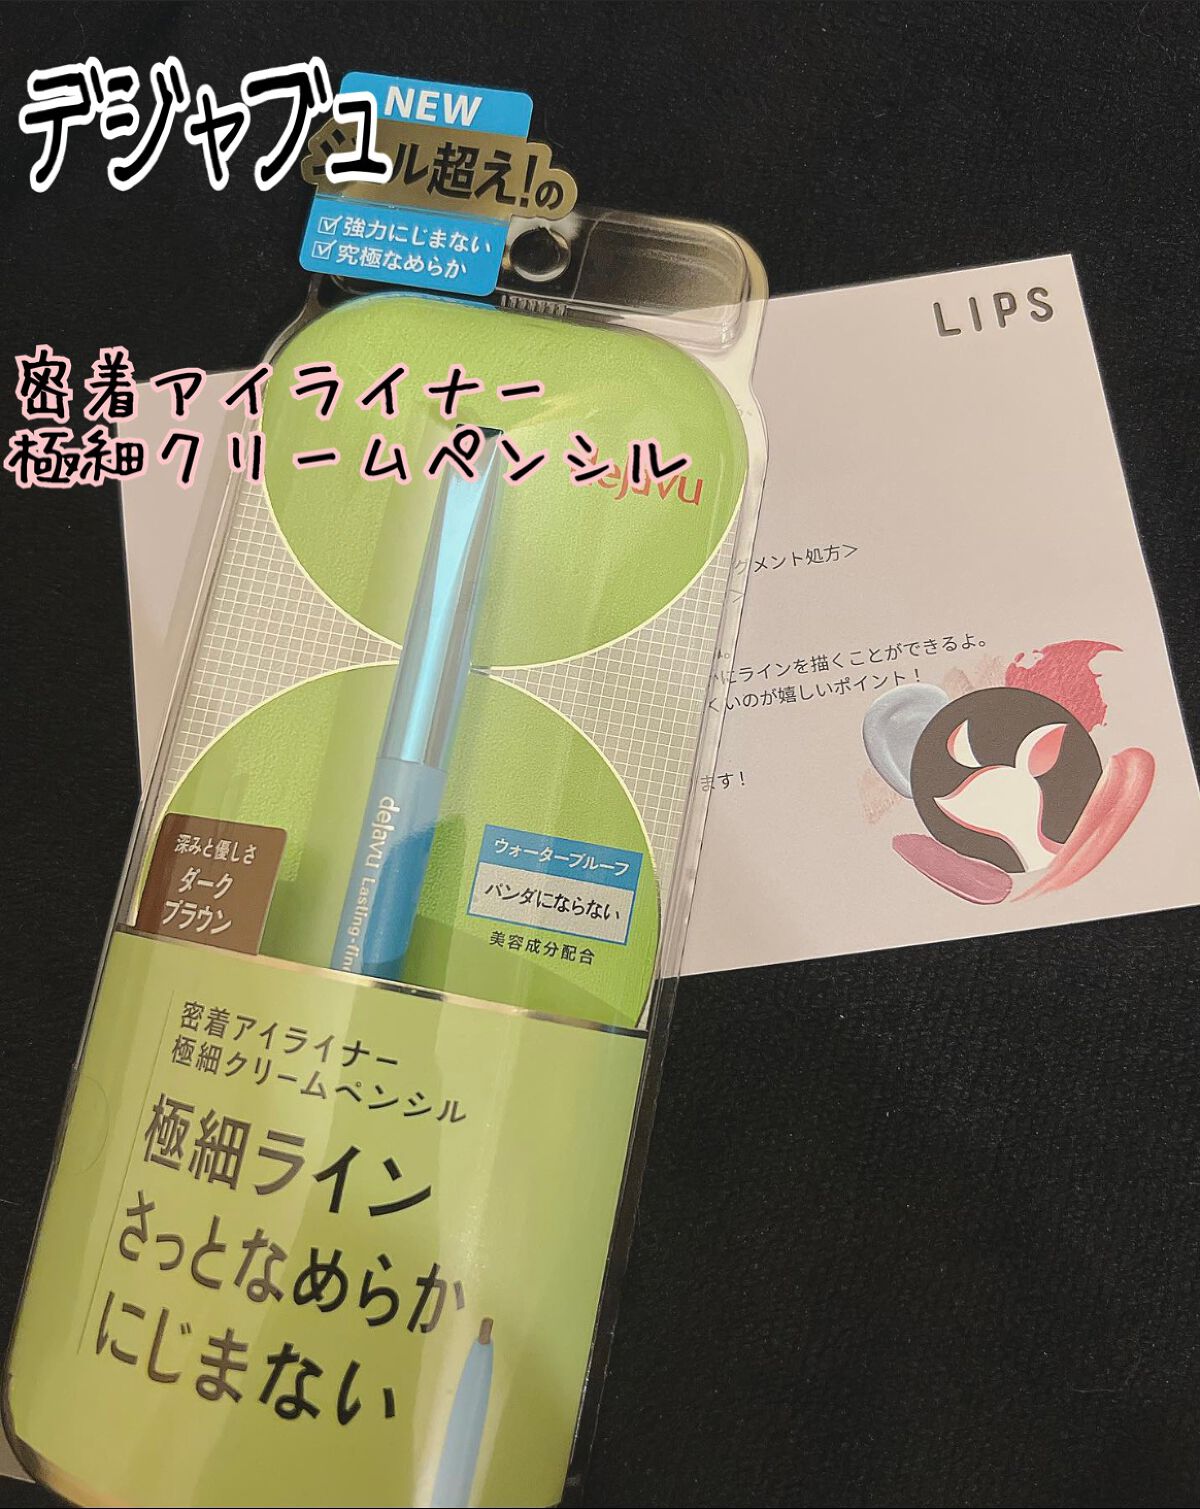 デジャブュ
NEW
ル超え!の
強力ににじまない
究極なめらか
LIPS
密着アイライナー
極細クリームペンシル
dejavu
グメント処方＞
＞
にラインを描くことができるよ。
くいのが嬉しいポイント！
ます！
dejavu Lasting-fine
深みと優しさ
ダーク
ブラウン
ウォータープルーフ
パンダにならない
美容成分配合
密着アイライナー
極細クリームペンシル
極細ライン
さっとなめらか
にじまない